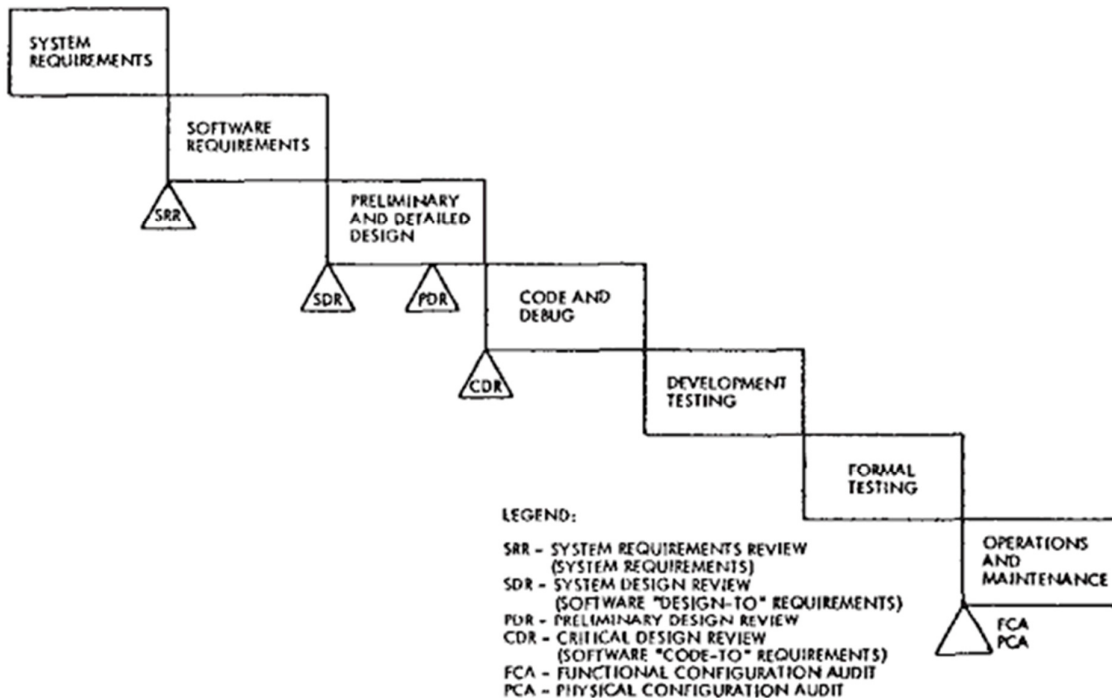 SYSTEM
REQUIREMENTS
SOFTWARE
REQUIREMENTS
SRR
PRELIMINARY
AND DETAILED
DESIGN
SDR
PDR
CODE AND
DEBUG
CDR
DEVELOPMENT
TESTING
FORMAL
TESTING
OPERATIONS
AND
MAINTENANCE
FCA
PCA
LEGEND:
SRR - SYSTEM REQUIREMENTS REVIEW
(SYSTEM REQUIREMENTS)
SDR - SYSTEM DESIGN REVIEW
(SOFTWARE "DESIGN-TO" REQUIREMENTS)
PDR - PRELIMINARY DESIGN REVIEW
CDR - CRITICAL DESIGN REVIEW
(SOFTWARE "CODE-TO" REQUIREMENTS)
FCA - FUNCTIONAL CONFIGURATION AUDIT
PCA - PHYSICAL CONFIGURATION AUDIT